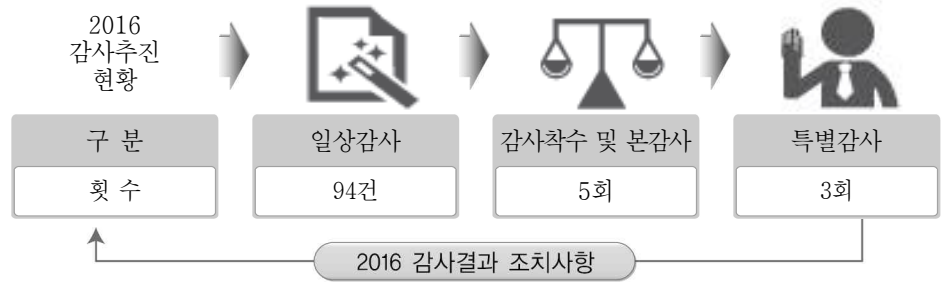 2016
감사추진
현황
구 분
일상감사
감사착수 및 본감사
특별감사
횟 수
94건
5회
3회
2016 감사결과 조치사항